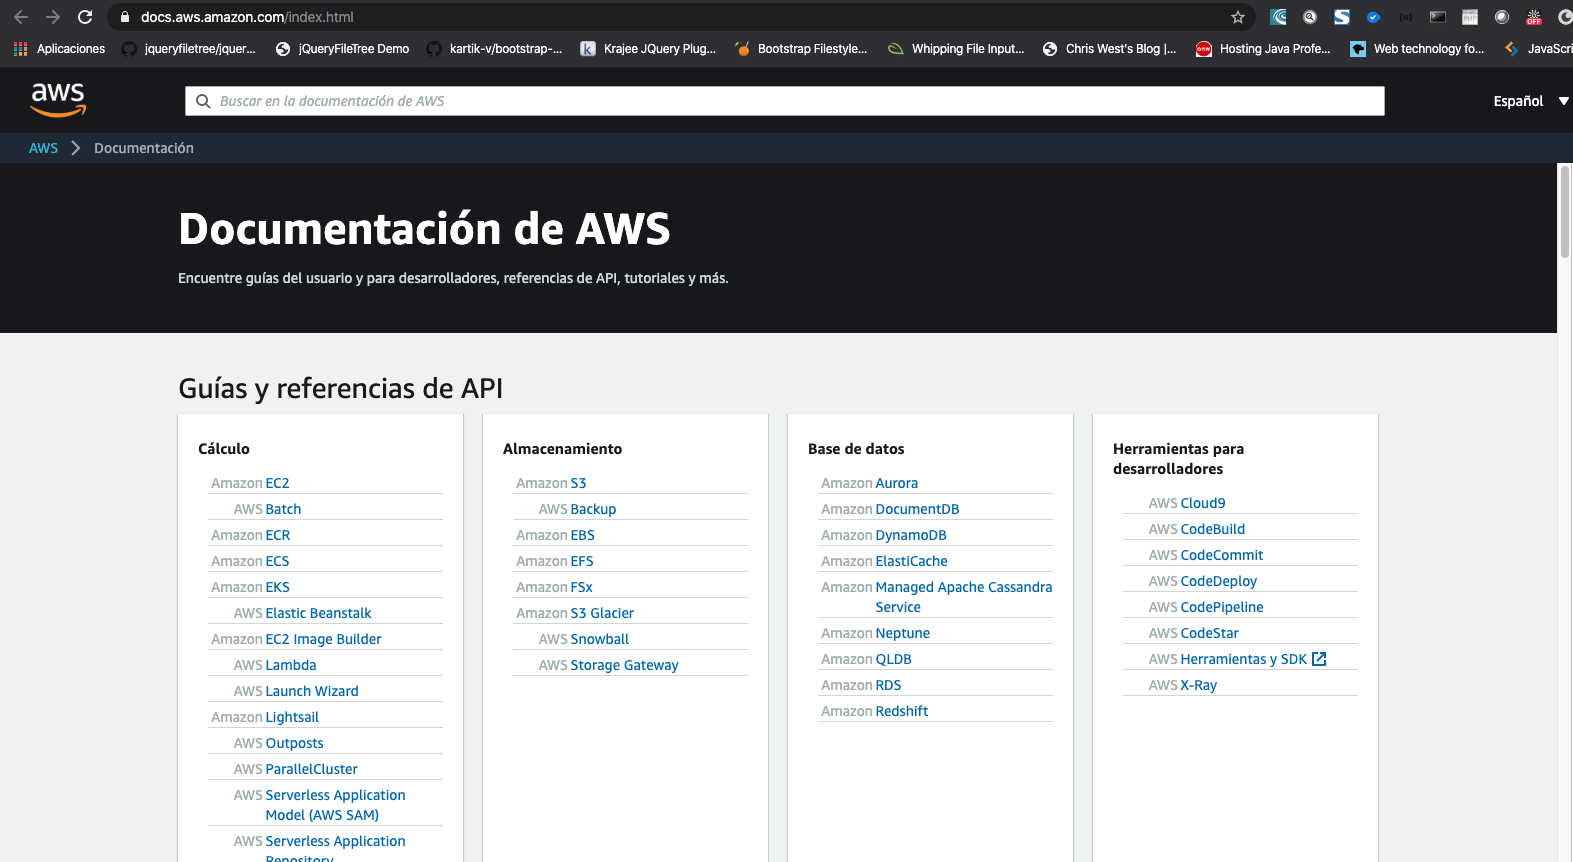 docs.aws.amazon.com/index.html
Aplicaciones
jqueryfiletree/jquer...
jQueryFileTree Demo
kartik-v/bootstrap-...
Krajee JQuery Plug...
Bootstrap Filestyle...
Whipping File Input...
Chris West's Blog |...
Hosting Java Profe...
Web technology fo...
JavaScri
aws
Buscar en la documentación de AWS
Español
AWS
Documentación
Documentación de AWS
Encuentre guías del usuario y para desarrolladores, referencias de API, tutoriales y más.
Guías y referencias de API
Cálculo
Amazon EC2
AWS Batch
Amazon ECR
Amazon ECS
Amazon EKS
AWS Elastic Beanstalk
Amazon EC2 Image Builder
AWS Lambda
AWS Launch Wizard
Amazon Lightsail
AWS Outposts
AWS ParallelCluster
AWS Serverless Application
Model (AWS SAM)
AWS Serverless Application
Repository
Almacenamiento
Amazon S3
AWS Backup
Amazon EBS
Amazon EFS
Amazon FSx
Amazon S3 Glacier
AWS Snowball
AWS Storage Gateway
Base de datos
Amazon Aurora
Amazon DocumentDB
Amazon DynamoDB
Amazon ElastiCache
Amazon Managed Apache Cassandra
Service
Amazon Neptune
Amazon QLDB
Amazon RDS
Amazon Redshift
Herramientas para
desarrolladores
AWS Cloud9
AWS CodeBuild
AWS CodeCommit
AWS CodeDeploy
AWS CodePipeline
AWS CodeStar
AWS Herramientas y SDK
AWS X-Ray